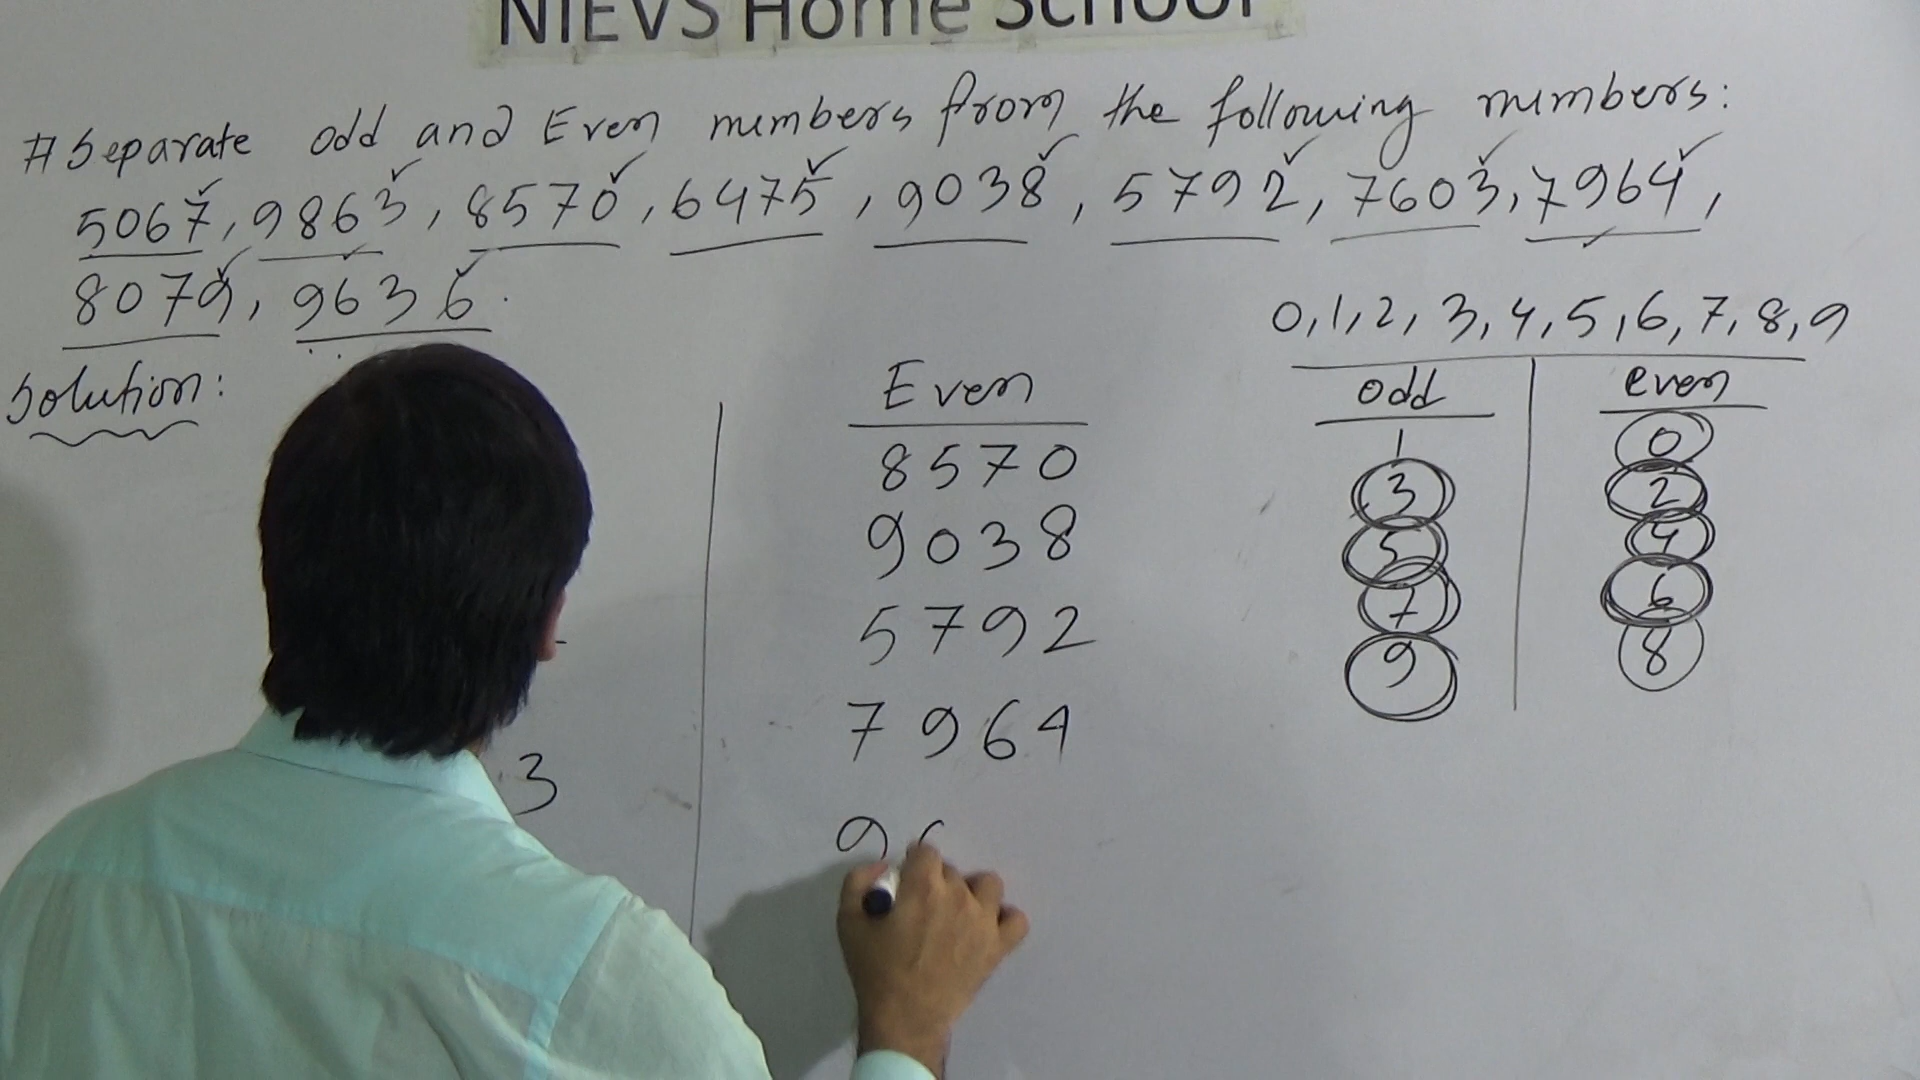 NIEVS Home School
# Separate odd and Even numbers from the following numbers:
5067, 9863, 8570, 6475, 9038, 5792, 7603, 7964,
8079, 9636.
Solution:
Even
8570
9038
5792
7964
96
3
0, 1, 2, 3, 4, 5, 6, 7, 8, 9
odd even
1 0
3 2
5 4
7 6
9 8